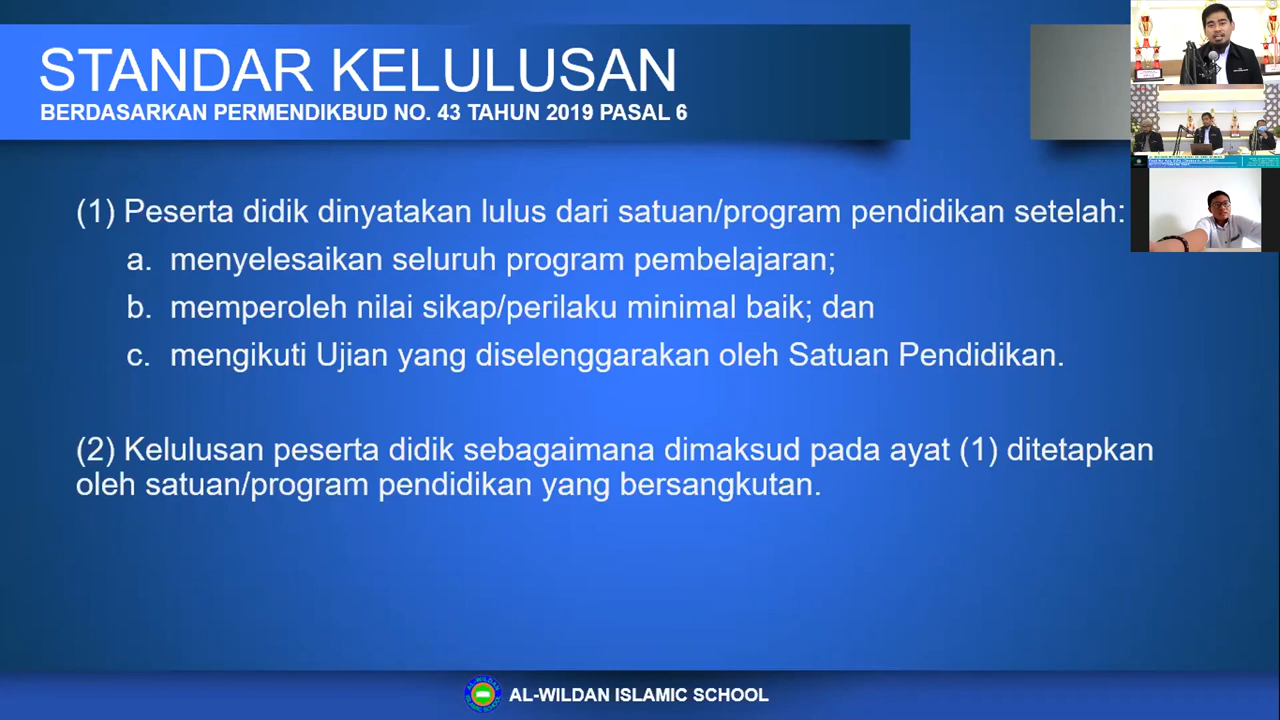 STANDAR KELULUSAN
BERDASARKAN PERMENDIKBUD NO. 43 TAHUN 2019 PASAL 6
(1) Peserta didik dinyatakan lulus dari satuan/program pendidikan setelah:
a. menyelesaikan seluruh program pembelajaran;
b. memperoleh nilai sikap/perilaku minimal baik; dan
c. mengikuti Ujian yang diselenggarakan oleh Satuan Pendidikan.
(2) Kelulusan peserta didik sebagaimana dimaksud pada ayat (1) ditetapkan
oleh satuan/program pendidikan yang bersangkutan.
AL-WILDAN ISLAMIC SCHOOL